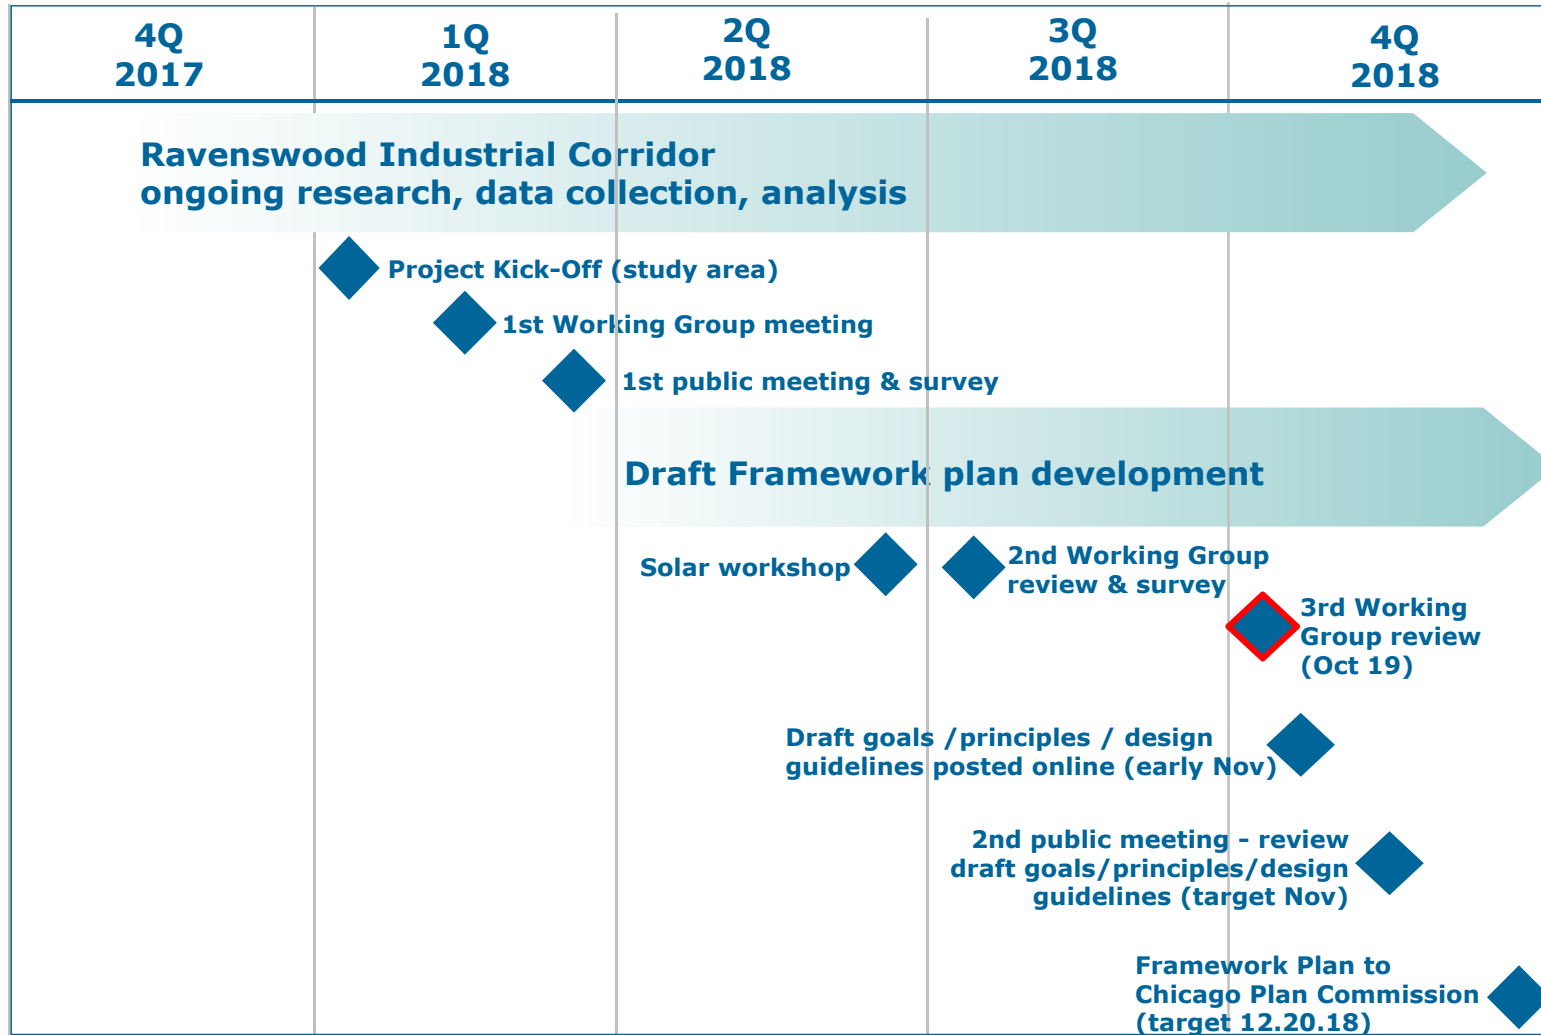 4Q
2017
1Q
2018
2Q
2018
3Q
2018
4Q
2018
Ravenswood Industrial Corridor
ongoing research, data collection, analysis
Project Kick-Off (study area)
1st Working Group meeting
1st public meeting & survey
Draft Framework plan development
Solar workshop
2nd Working Group
review & survey
3rd Working
Group review
(Oct 19)
Draft goals /principles / design
guidelines posted online (early Nov)
2nd public meeting - review
draft goals/principles/design
guidelines (target Nov)
Framework Plan to
Chicago Plan Commission
(target 12.20.18)